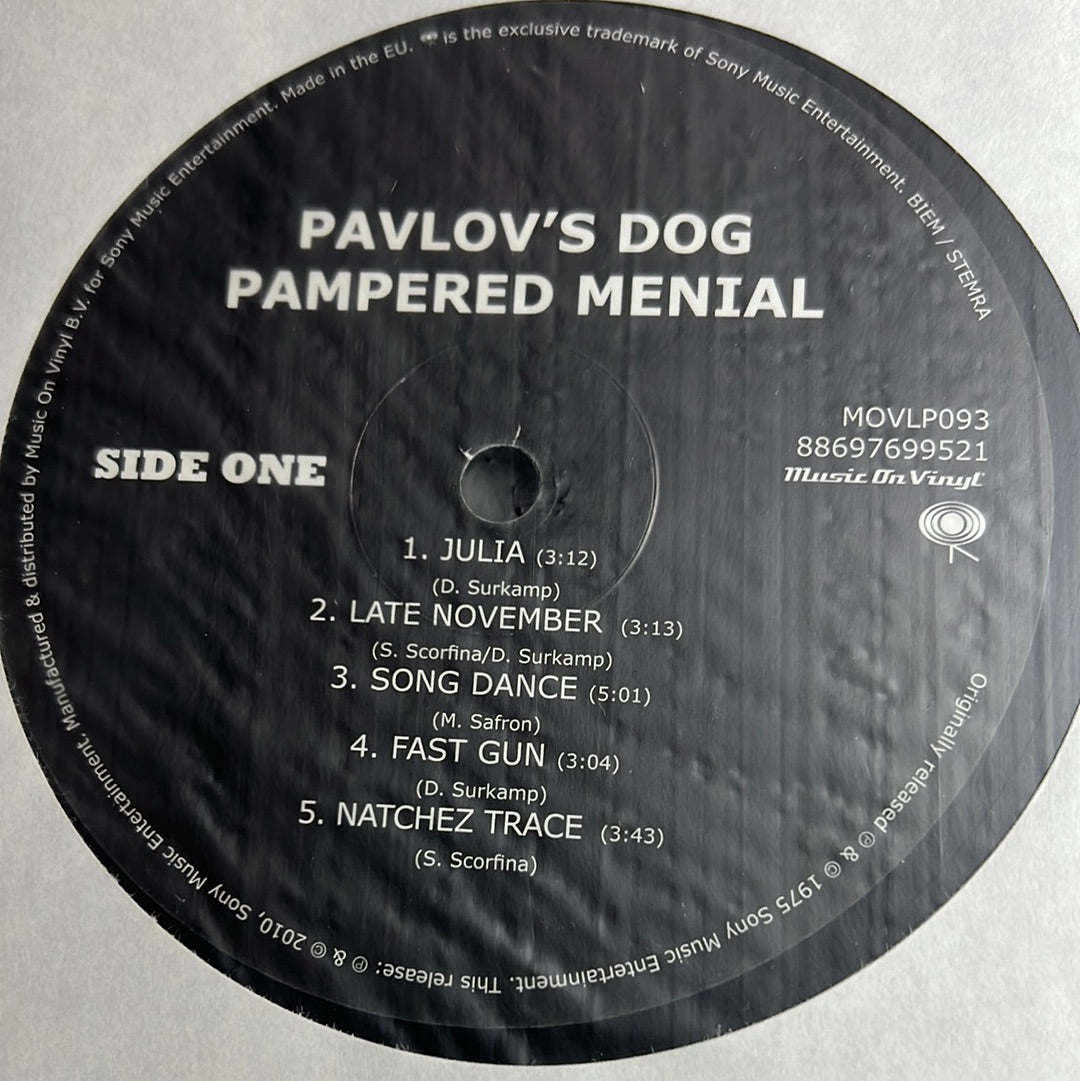 PAVLOV'S DOG
PAMPERED MENIAL
SIDE ONE
MOVLP093
88697699521
Music On Vinyl
1. JULIA (3:12)
(D. Surkamp)
2. LATE NOVEMBER (3:13)
(S. Scorfina/D. Surkamp)
3. SONG DANCE (5:01)
(M. Safron)
4. FAST GUN (3:04)
(D. Surkamp)
5. NATCHEZ TRACE (3:43)
(S. Scorfina)
Originally released ℗ & © 1975 Sony Music Entertainment. This release: ℗ & © 2010, Sony Music Entertainment. Manufactured & distributed by Music On Vinyl B.V. for Sony Music Entertainment. Made in the EU. is the exclusive trademark of Sony Music Entertainment. BIEM / STEMRA